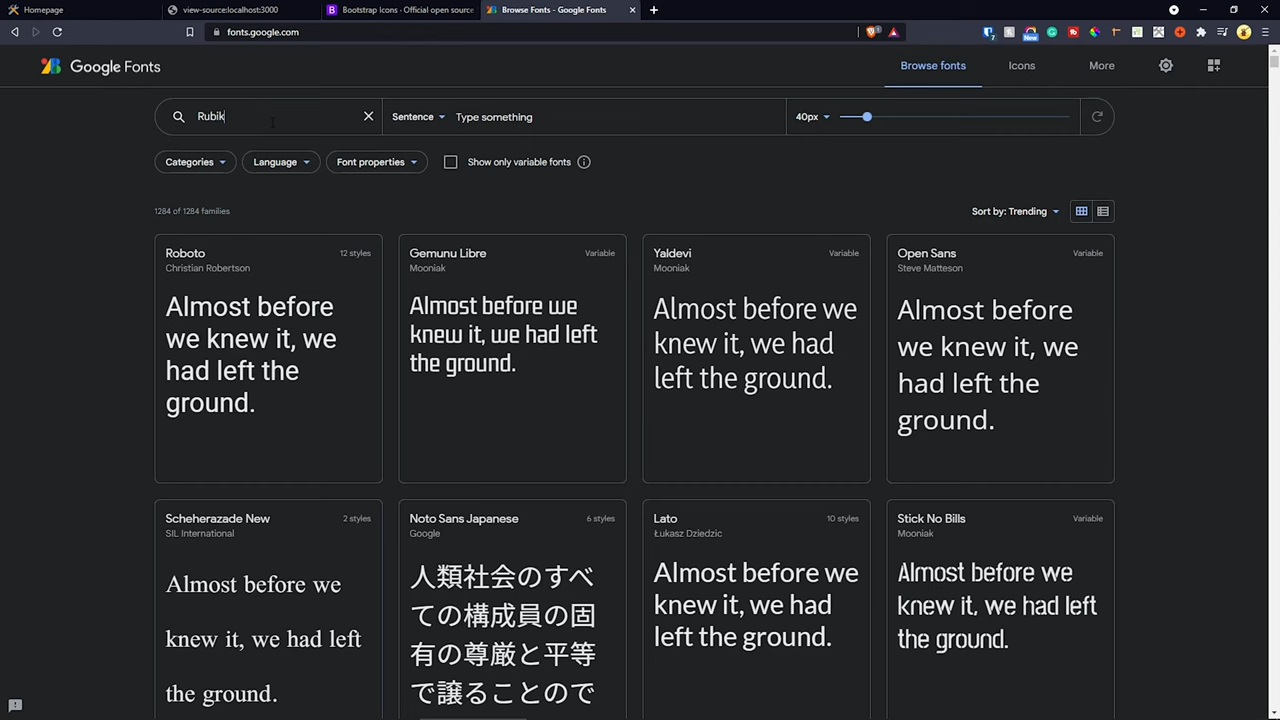 Homepage
view-source:localhost:3000
Bootstrap Icons · Official open source
Browse Fonts - Google Fonts
fonts.google.com
New
Google Fonts
Browse fonts
Icons
More
Rubik
Sentence
Type something
40px
Categories
Language
Font properties
Show only variable fonts
1284 of 1284 families
Sort by: Trending
Roboto
12 styles
Christian Robertson
Almost before
we knew it, we
had left the
ground.
Gemunu Libre
Variable
Mooniak
Almost before we
knew it, we had left
the ground.
Yaldevi
Variable
Mooniak
Almost before we
knew it, we had
left the ground.
Open Sans
Variable
Steve Matteson
Almost before
we knew it, we
had left the
ground.
Scheherazade New
2 styles
SIL International
Almost before we
knew it, we had left
the ground.
Noto Sans Japanese
6 styles
Google
人類社会のすべ
ての構成員の固
有の尊厳と平等
で譲ることので
Lato
10 styles
Łukasz Dziedzic
Almost before we
knew it, we had
left the ground.
Stick No Bills
Variable
Mooniak
Almost before we
knew it, we had left
the ground.